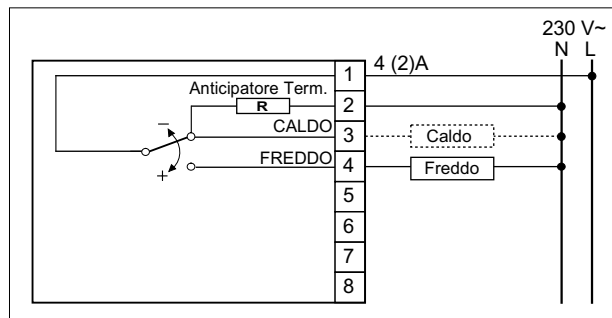 230 V~
N L
1 4 (2)A
Anticipatore Term.
R 2
CALDO 3 Caldo
FREDDO 4 Freddo
–
+
5
6
7
8